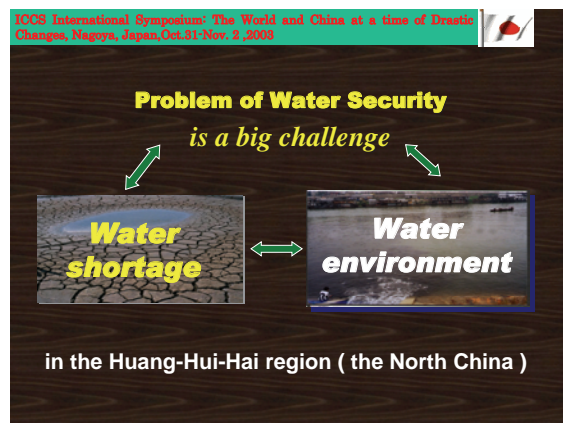 ICCS International Symposium: The World and China at a time of Drastic
Changes, Nagoya, Japan,Oct.31-Nov. 2 ,2003
Problem of Water Security
is a big challenge
Water
shortage
Water
environment
in the Huang-Hui-Hai region ( the North China )